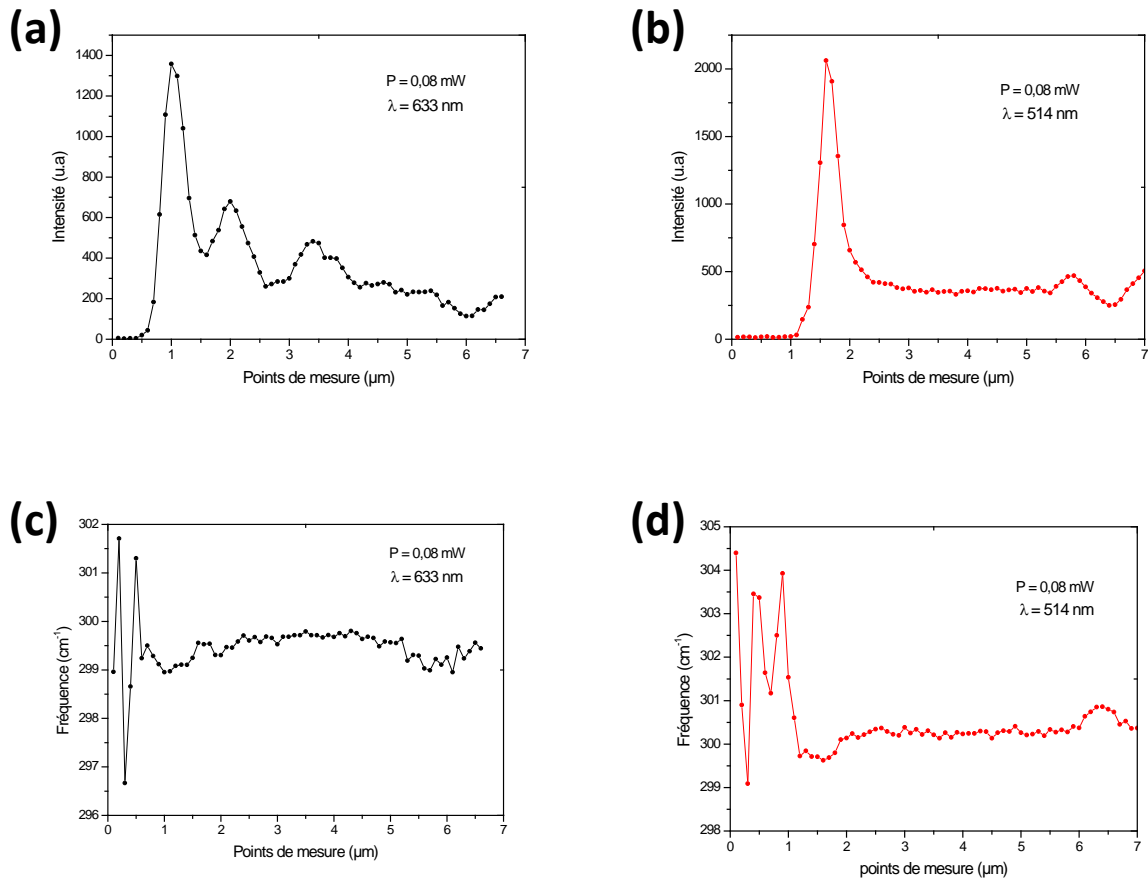 (a)
P = 0,08 mW
λ = 633 nm
Intensité (u.a)
1400
1200
1000
800
600
400
200
0
0 1 2 3 4 5 6 7
Points de mesure (µm)
(b)
P = 0,08 mW
λ = 514 nm
Intensité (u.a)
2000
1500
1000
500
0
0 1 2 3 4 5 6 7
Points de mesure (µm)
(c)
P = 0,08 mW
λ = 633 nm
Fréquence (cm⁻¹)
302
301
300
299
298
297
296
0 1 2 3 4 5 6 7
Points de mesure (µm)
(d)
P = 0,08 mW
λ = 514 nm
Fréquence (cm⁻¹)
305
304
303
302
301
300
299
298
0 1 2 3 4 5 6 7
points de mesure (µm)